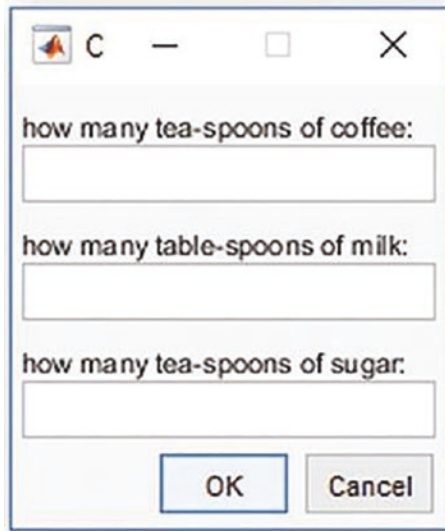 C
how many tea-spoons of coffee:
how many table-spoons of milk:
how many tea-spoons of sugar:
OK Cancel